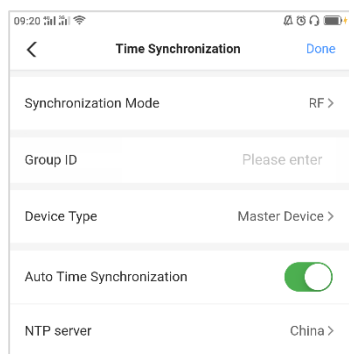 09:20
Time Synchronization
Done
Synchronization Mode RF
Group ID Please enter
Device Type Master Device
Auto Time Synchronization
NTP server China